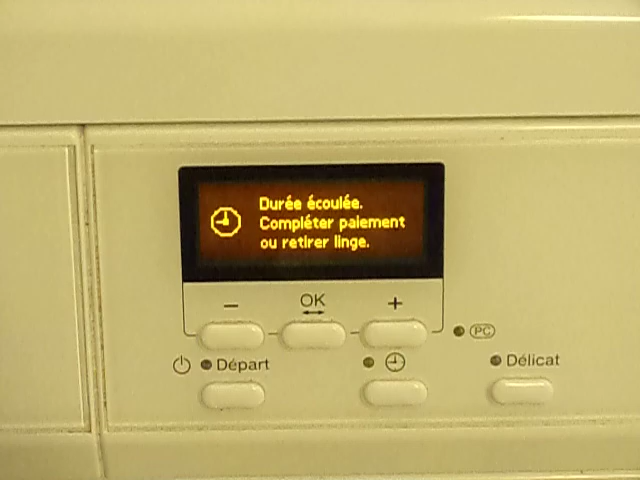 Durée écoulée.
Compléter paiement
ou retirer linge.
− OK +
PC
Départ
Délicat